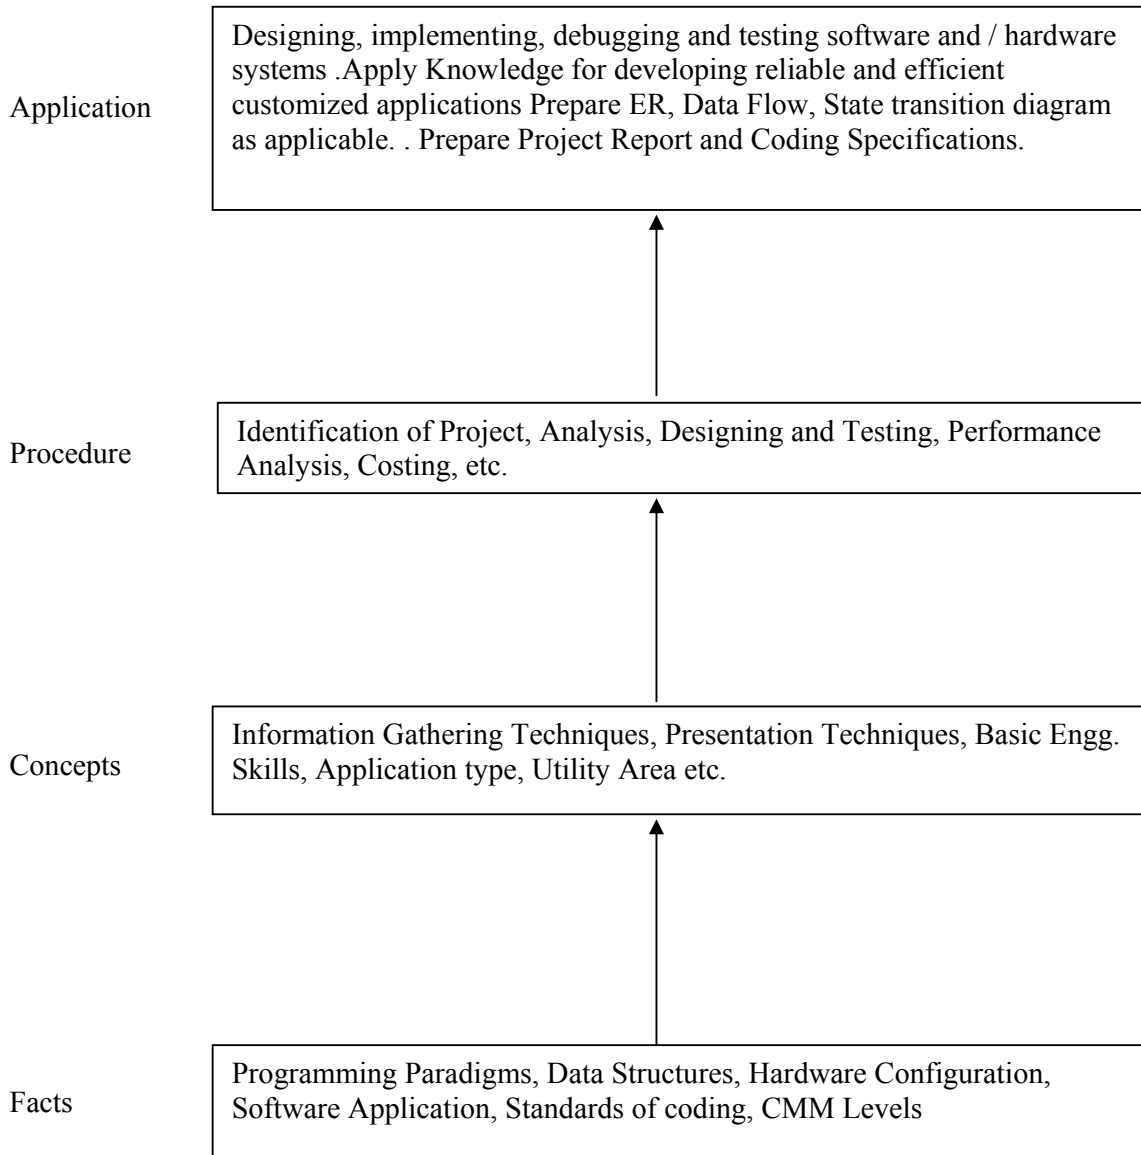 Application
Designing, implementing, debugging and testing software and / hardware
systems .Apply Knowledge for developing reliable and efficient
customized applications Prepare ER, Data Flow, State transition diagram
as applicable. . Prepare Project Report and Coding Specifications.
Procedure
Identification of Project, Analysis, Designing and Testing, Performance
Analysis, Costing, etc.
Concepts
Information Gathering Techniques, Presentation Techniques, Basic Engg.
Skills, Application type, Utility Area etc.
Facts
Programming Paradigms, Data Structures, Hardware Configuration,
Software Application, Standards of coding, CMM Levels